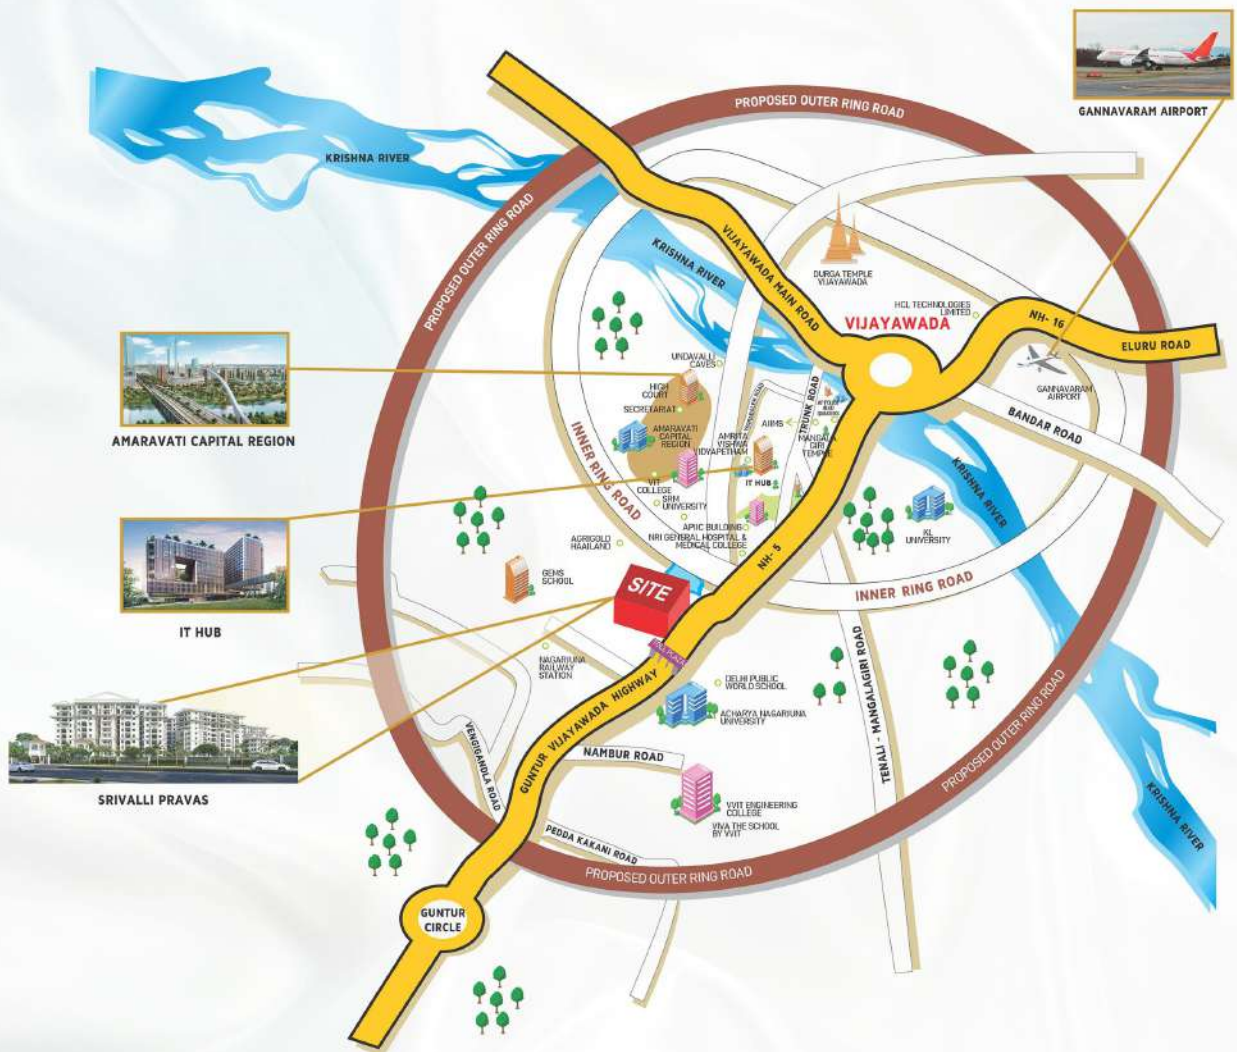 GANNAVARAM AIRPORT
PROPOSED OUTER RING ROAD
KRISHNA RIVER
PROPOSED OUTER RING ROAD
KRISHNA RIVER
VIJAYAWADA MAIN ROAD
DURGA TEMPLE
VIJAYAWADA
HCL TECHNOLOGIES
LIMITED
VIJAYAWADA
NH- 16
ELURU ROAD
GANNAVARAM
AIRPORT
BANDAR ROAD
UNDAVALLI
CAVES
HIGH
COURT
SECRETARIAT
AMARAVATI
CAPITAL
REGION
AMARAVATI CAPITAL REGION
TRUNK ROAD
AIIMS
MANGALA
GIRI
TEMPLE
AMRITA
VISHWA
VIDYAPETHAM
IT HUB
INNER RING ROAD
VIT
COLLEGE
SRM
UNIVERSITY
APIIC BUILDING
NRI GENERAL HOSPITAL &
MEDICAL COLLEGE
KL
UNIVERSITY
KRISHNA RIVER
AGRIGOLD
HAAILAND
NH- 5
GEMS
SCHOOL
SITE
INNER RING ROAD
IT HUB
TOLL PLAZA
NAGARJUNA
RAILWAY
STATION
DELHI PUBLIC
WORLD SCHOOL
ACHARYA NAGARJUNA
UNIVERSITY
TENALI - MANGALAGIRI ROAD
PROPOSED OUTER RING ROAD
GUNTUR VIJAYAWADA HIGHWAY
NAMBUR ROAD
VENGIGANDLA ROAD
SRIVALLI PRAVAS
VVIT ENGINEERING
COLLEGE
VIVA THE SCHOOL
BY VVIT
KRISHNA RIVER
PEDDA KAKANI ROAD
PROPOSED OUTER RING ROAD
GUNTUR
CIRCLE